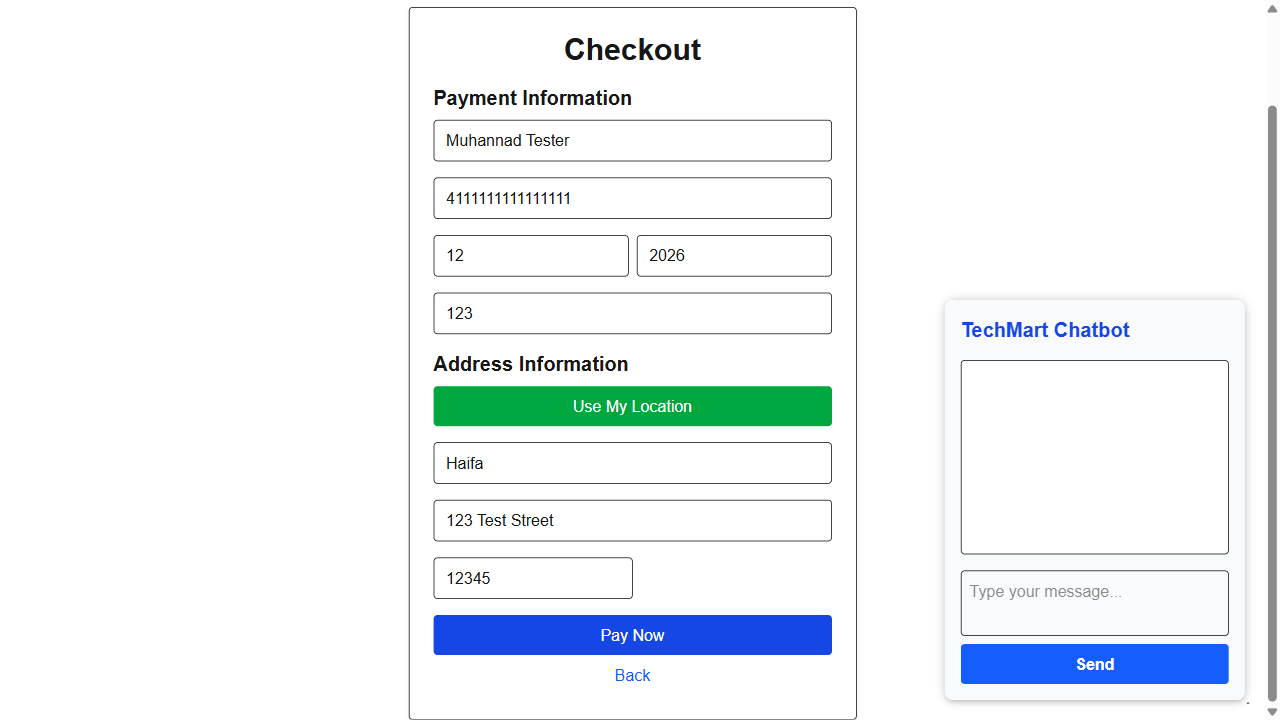 Checkout
Payment Information
Muhannad Tester
4111111111111111
12 2026
123
Address Information
Use My Location
Haifa
123 Test Street
12345
Pay Now
Back
TechMart Chatbot
Type your message...
Send
.